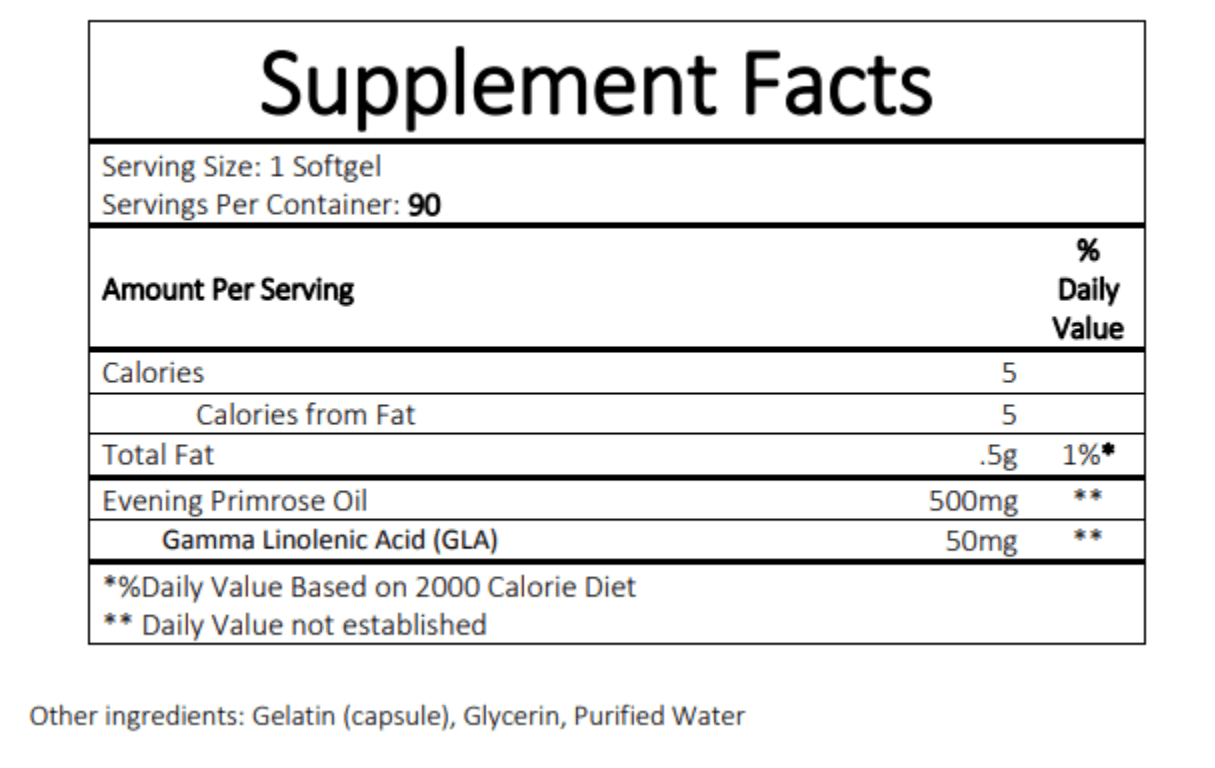 Supplement Facts
Serving Size: 1 Softgel
Servings Per Container: 90
%
Amount Per Serving Daily
Value
Calories 5
Calories from Fat 5
Total Fat .5g 1%*
Evening Primrose Oil 500mg **
Gamma Linolenic Acid (GLA) 50mg **
*%Daily Value Based on 2000 Calorie Diet
** Daily Value not established
Other ingredients: Gelatin (capsule), Glycerin, Purified Water